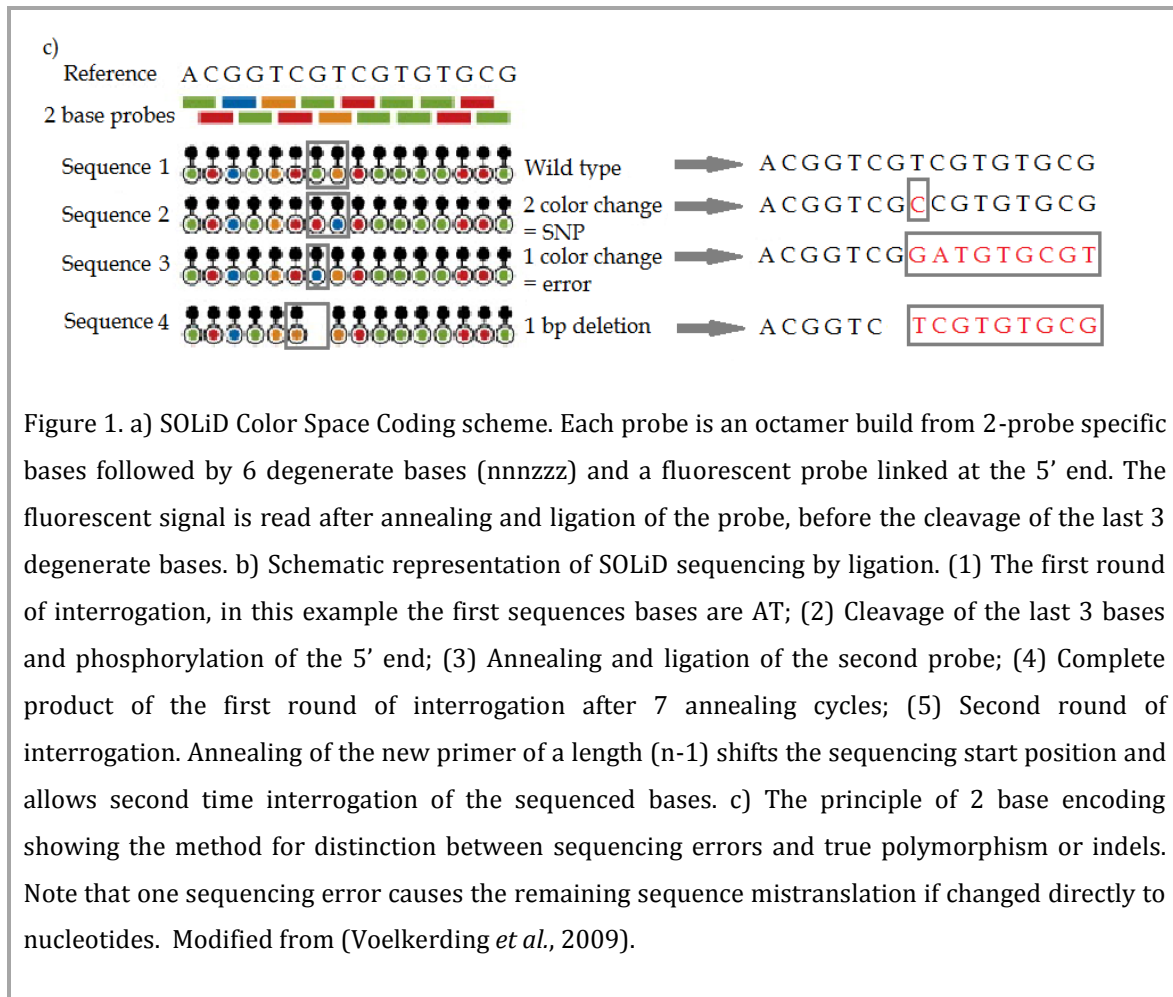 c)
Reference A C G G T C G T C G T G T G C G
2 base probes
Sequence 1 Wild type A C G G T C G T C G T G T G C G
Sequence 2 2 color change = SNP A C G G T C G C C G T G T G C G
Sequence 3 1 color change = error A C G G T C G G A T G T G C G T
Sequence 4 1 bp deletion A C G G T C T C G T G T G C G
Figure 1. a) SOLiD Color Space Coding scheme. Each probe is an octamer build from 2-probe specific
bases followed by 6 degenerate bases (nnnzzz) and a fluorescent probe linked at the 5’ end. The
fluorescent signal is read after annealing and ligation of the probe, before the cleavage of the last 3
degenerate bases. b) Schematic representation of SOLiD sequencing by ligation. (1) The first round
of interrogation, in this example the first sequences bases are AT; (2) Cleavage of the last 3 bases
and phosphorylation of the 5’ end; (3) Annealing and ligation of the second probe; (4) Complete
product of the first round of interrogation after 7 annealing cycles; (5) Second round of
interrogation. Annealing of the new primer of a length (n-1) shifts the sequencing start position and
allows second time interrogation of the sequenced bases. c) The principle of 2 base encoding
showing the method for distinction between sequencing errors and true polymorphism or indels.
Note that one sequencing error causes the remaining sequence mistranslation if changed directly to
nucleotides. Modified from (Voelkerding et al., 2009).